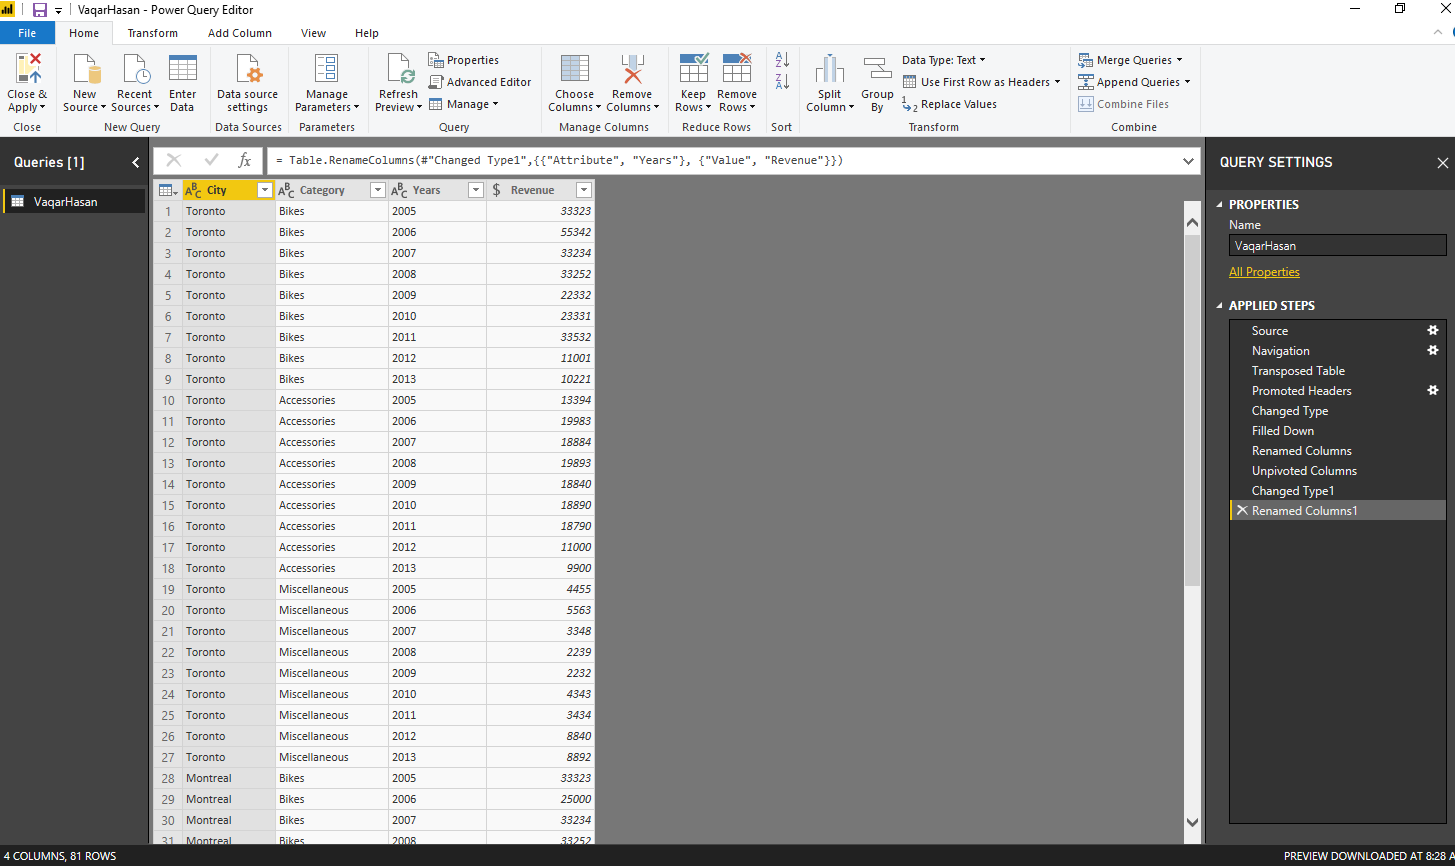 VaqarHasan - Power Query Editor
File Home Transform Add Column View Help
Close & Apply
New Source
Recent Sources
Enter Data
Data source settings
Manage Parameters
Refresh Preview
Properties
Advanced Editor
Manage
Choose Columns
Remove Columns
Keep Rows
Remove Rows
Split Column
Group By
Data Type: Text
Use First Row as Headers
Replace Values
Merge Queries
Append Queries
Combine Files
Close New Query Data Sources Parameters Query Manage Columns Reduce Rows Sort Transform Combine
Queries [1]
VaqarHasan
fx = Table.RenameColumns(#"Changed Type1",{{"Attribute", "Years"}, {"Value", "Revenue"}})
ABC City ABC Category ABC Years $ Revenue
1 Toronto Bikes 2005 33323
2 Toronto Bikes 2006 55342
3 Toronto Bikes 2007 33234
4 Toronto Bikes 2008 33252
5 Toronto Bikes 2009 22332
6 Toronto Bikes 2010 23331
7 Toronto Bikes 2011 33532
8 Toronto Bikes 2012 11001
9 Toronto Bikes 2013 10221
10 Toronto Accessories 2005 13394
11 Toronto Accessories 2006 19983
12 Toronto Accessories 2007 18884
13 Toronto Accessories 2008 19893
14 Toronto Accessories 2009 18840
15 Toronto Accessories 2010 18890
16 Toronto Accessories 2011 18790
17 Toronto Accessories 2012 11000
18 Toronto Accessories 2013 9900
19 Toronto Miscellaneous 2005 4455
20 Toronto Miscellaneous 2006 5563
21 Toronto Miscellaneous 2007 3348
22 Toronto Miscellaneous 2008 2239
23 Toronto Miscellaneous 2009 2232
24 Toronto Miscellaneous 2010 4343
25 Toronto Miscellaneous 2011 3434
26 Toronto Miscellaneous 2012 8840
27 Toronto Miscellaneous 2013 8892
28 Montreal Bikes 2005 33323
29 Montreal Bikes 2006 25000
30 Montreal Bikes 2007 33234
31 Montreal Bikes 2008 33252
QUERY SETTINGS
PROPERTIES
Name
VaqarHasan
All Properties
APPLIED STEPS
Source
Navigation
Transposed Table
Promoted Headers
Changed Type
Filled Down
Renamed Columns
Unpivoted Columns
Changed Type1
Renamed Columns1
4 COLUMNS, 81 ROWS
PREVIEW DOWNLOADED AT 8:28 A